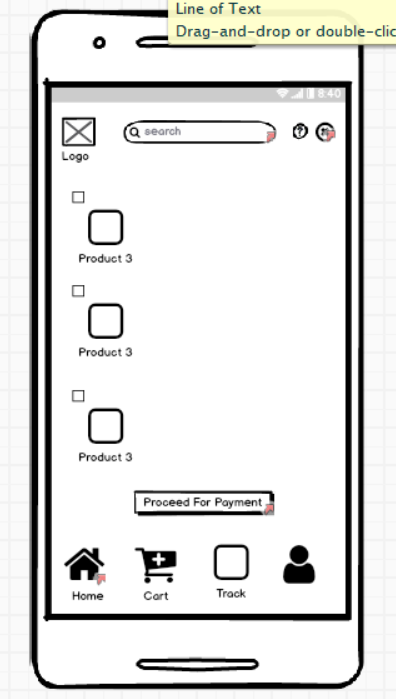 Line of Text
Drag-and-drop or double-clic
8:40
search
Logo
Product 3
Product 3
Product 3
Proceed For Payment
Home
Cart
Track